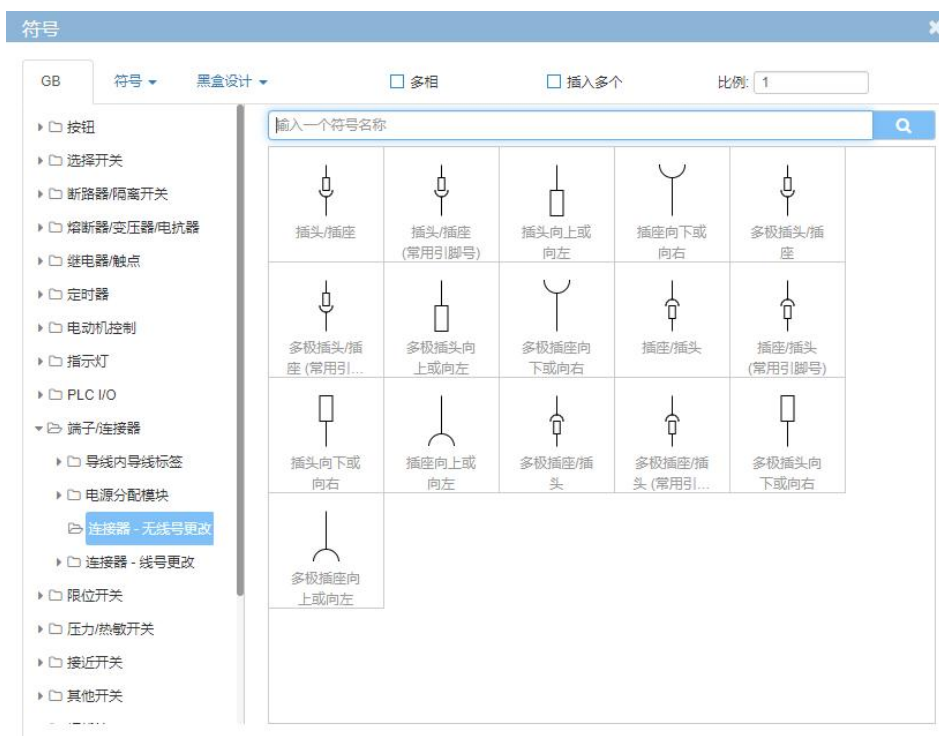 符号
GB 符号 黑盒设计 多相 插入多个 比例: 1
输入一个符号名称
按钮
选择开关
断路器/隔离开关
熔断器/变压器/电抗器
继电器/触点
定时器
电动机控制
指示灯
PLC I/O
端子/连接器
导线内导线标签
电源分配模块
连接器 - 无线号更改
连接器 - 线号更改
限位开关
压力/热敏开关
接近开关
其他开关
插头/插座
插头/插座
(常用引脚号)
插头向上或
向左
插座向下或
向右
多极插头/插
座
多极插头/插
座 (常用引...
多极插头向
上或向左
多极插座向
下或向右
插座/插头
插座/插头
(常用引脚号)
插头向下或
向右
插座向上或
向左
多极插座/插
头
多极插座/插
头 (常用引...
多极插头向
下或向右
多极插座向
上或向左